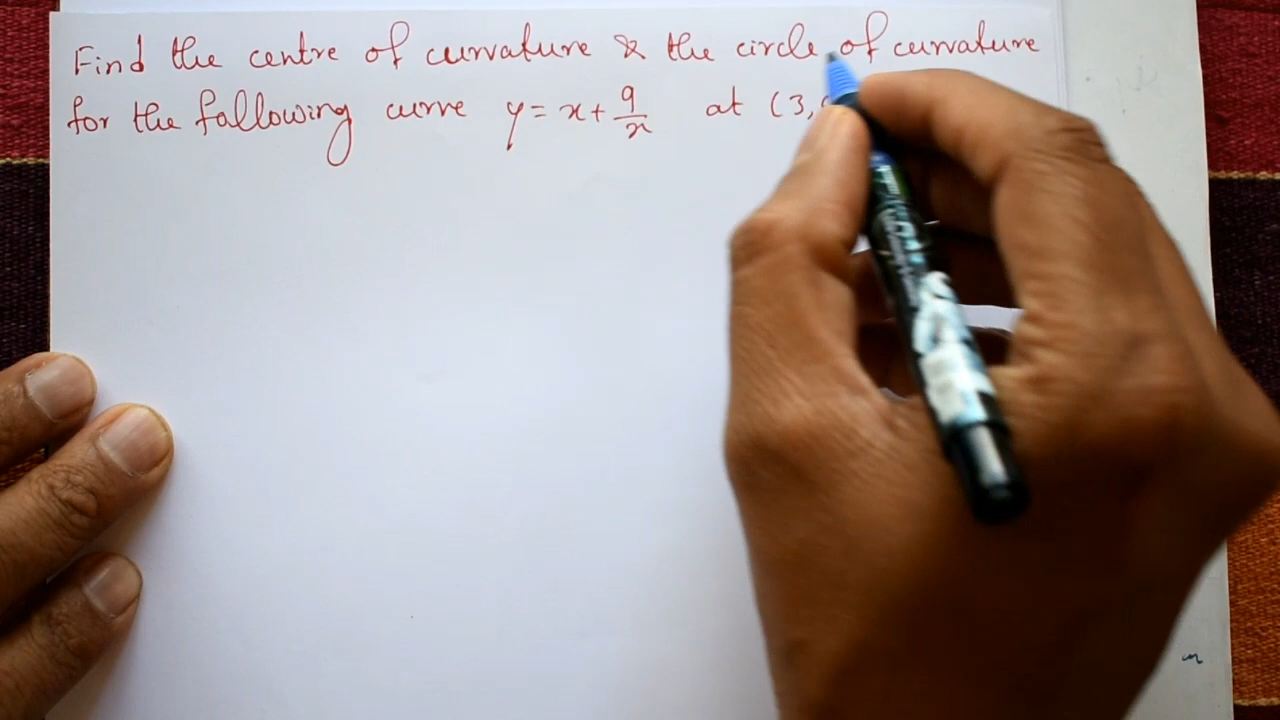 Find the centre of curvature & the circle of curvature
for the following curve y = x + 9/x at (3,